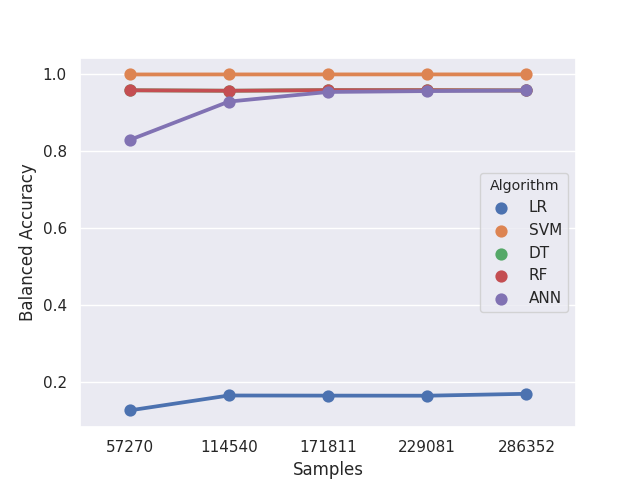 1.0
0.8
0.6
0.4
0.2
Balanced Accuracy
Algorithm
LR
SVM
DT
RF
ANN
57270 114540 171811 229081 286352
Samples